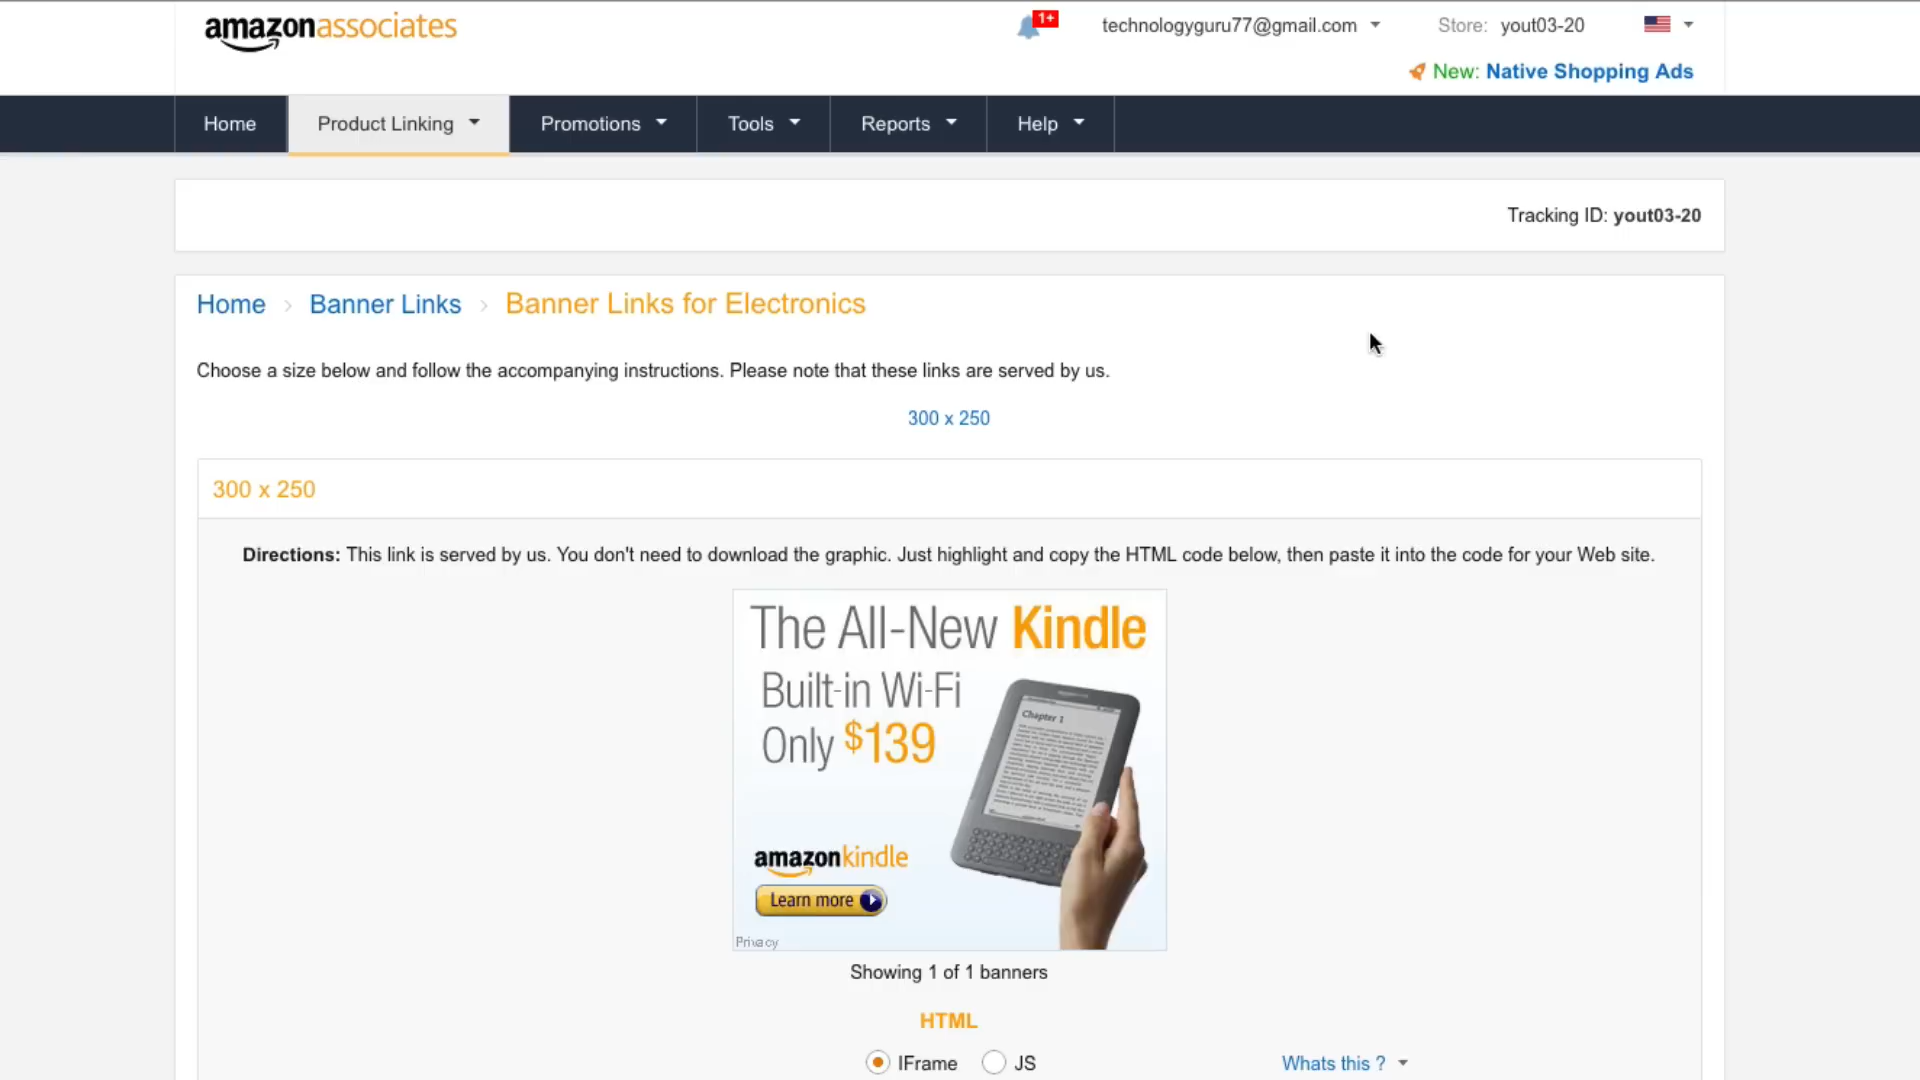 amazonassociates
1+
technologyguru77@gmail.com
Store: yout03-20
New: Native Shopping Ads
Home
Product Linking
Promotions
Tools
Reports
Help
Tracking ID: yout03-20
Home
Banner Links
Banner Links for Electronics
Choose a size below and follow the accompanying instructions. Please note that these links are served by us.
300 x 250
300 x 250
Directions: This link is served by us. You don't need to download the graphic. Just highlight and copy the HTML code below, then paste it into the code for your Web site.
The All-New Kindle
Built-in Wi-Fi
Only $139
Chapter 1
amazonkindle
Learn more
Privacy
Showing 1 of 1 banners
HTML
IFrame
JS
Whats this ?